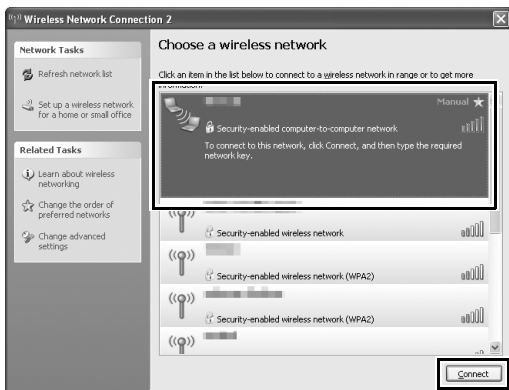 Wireless Network Connection 2
Network Tasks
Refresh network list
Set up a wireless network
for a home or small office
Related Tasks
Learn about wireless
networking
Change the order of
preferred networks
Change advanced
settings
Choose a wireless network
Click an item in the list below to connect to a wireless network in range or to get more
information.
Manual
Security-enabled computer-to-computer network
To connect to this network, click Connect, and then type the required
network key.
Security-enabled wireless network
Security-enabled wireless network (WPA2)
Security-enabled wireless network (WPA2)
Connect